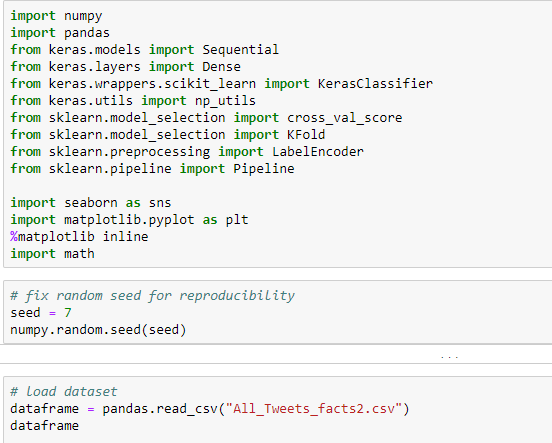 import numpy
import pandas
from keras.models import Sequential
from keras.layers import Dense
from keras.wrappers.scikit_learn import KerasClassifier
from keras.utils import np_utils
from sklearn.model_selection import cross_val_score
from sklearn.model_selection import KFold
from sklearn.preprocessing import LabelEncoder
from sklearn.pipeline import Pipeline
import seaborn as sns
import matplotlib.pyplot as plt
%matplotlib inline
import math
# fix random seed for reproducibility
seed = 7
numpy.random.seed(seed)
...
# load dataset
dataframe = pandas.read_csv("All_Tweets_facts2.csv")
dataframe